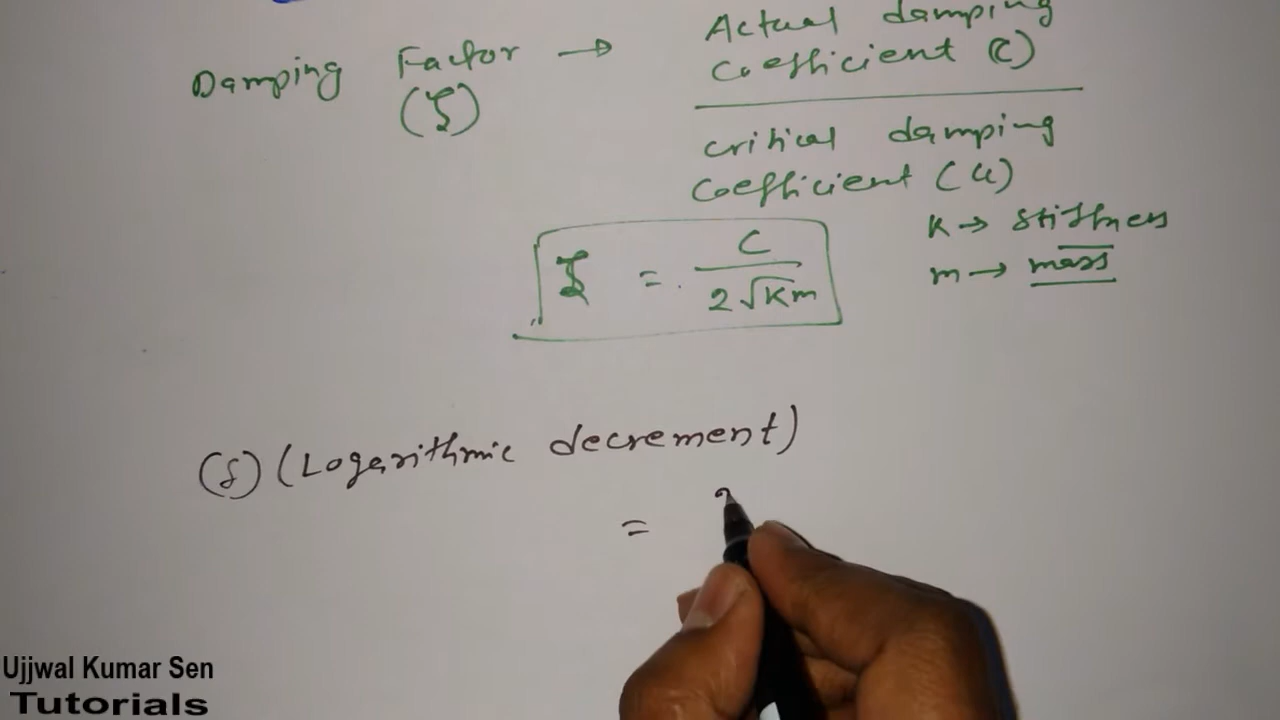 Actual damping
Damping Factor → coefficient (C)
(ζ)
critical damping
coefficient (Cc)
K → stiffness
m → mass
ζ = C / 2√Km
(δ) (Logarithmic decrement)
=
Ujjwal Kumar Sen
Tutorials